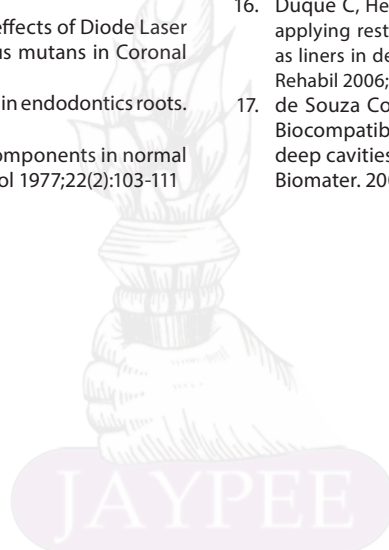 effects of Diode Laser
us mutans in Coronal
in endodontics roots.
omponents in normal
ol 1977;22(2):103-111
16. Duque C, He
applying rest
as liners in de
Rehabil 2006;
17. de Souza Co
Biocompatib
deep cavities
Biomater. 200
JAYPEE